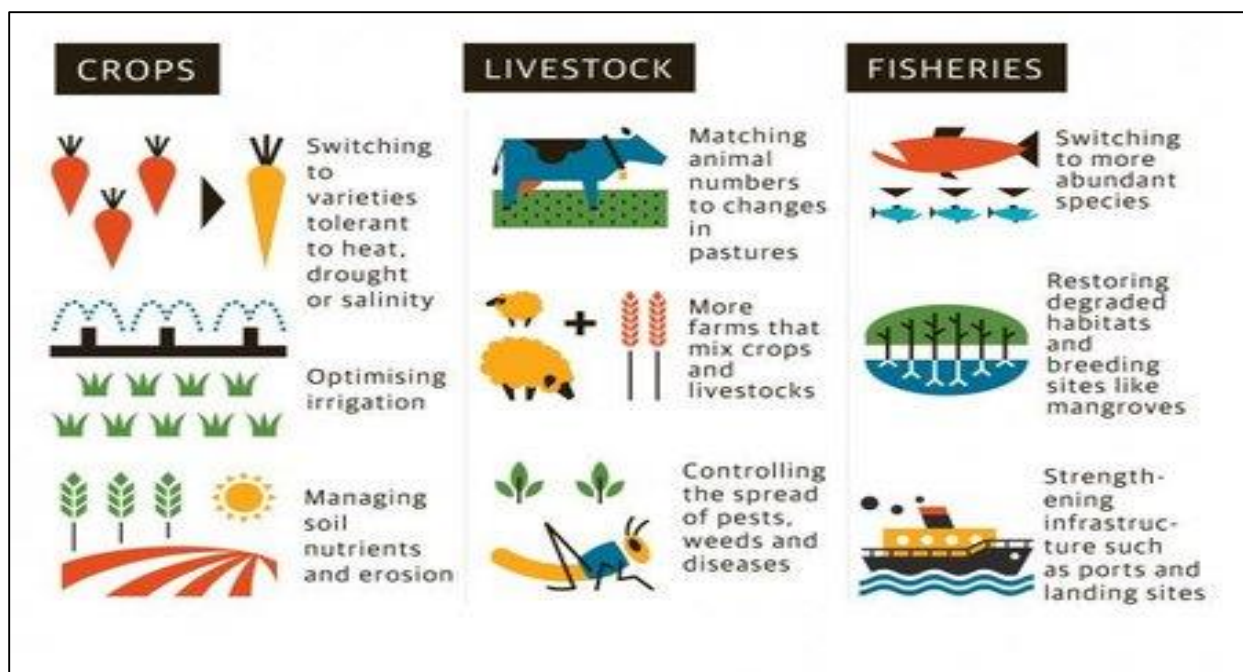 CROPS
Switching
to
varieties
tolerant
to heat,
drought
or salinity
Optimising
irrigation
Managing
soil
nutrients
and erosion
LIVESTOCK
Matching
animal
numbers
to changes
in
pastures
More
farms that
mix crops
and
livestocks
Controlling
the spread
of pests,
weeds and
diseases
FISHERIES
Switching
to more
abundant
species
Restoring
degraded
habitats
and
breeding
sites like
mangroves
Strength-
ening
infrastruc-
ture such
as ports and
landing sites